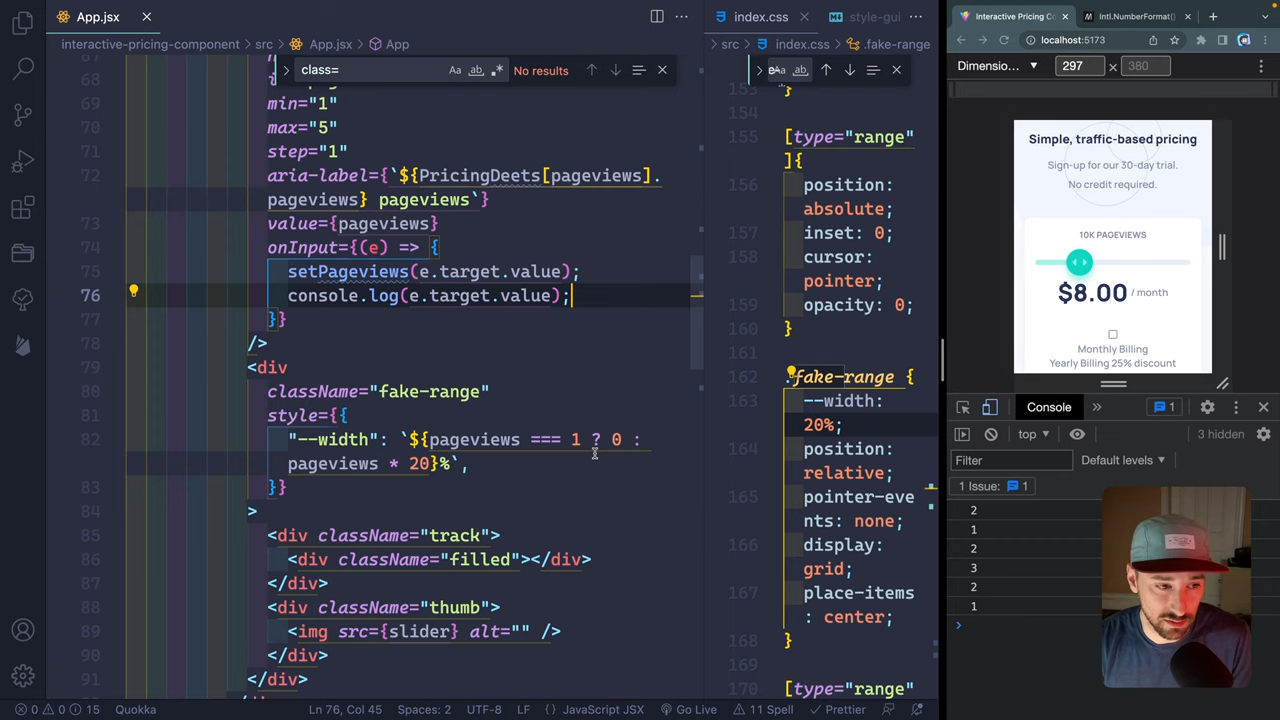 App.jsx
index.css
style-gui
Interactive Pricing Co
Intl.NumberFormat()
localhost:5173
interactive-pricing-component > src > App.jsx > App
src > index.css > .fake-range
class=
Aa ab No results
Aa ab
Dimensio...
297 × 380
68
69
min="1"
70
max="5"
71
step="1"
72
aria-label={`${PricingDeets[pageviews].
pageviews} pageviews`}
73
value={pageviews}
74
onInput={(e) => {
75
setPageviews(e.target.value);
76
console.log(e.target.value);
77
}}
78
/>
79
<div
80
className="fake-range"
81
style={{
82
"--width": `${pageviews === 1 ? 0 :
pageviews * 20}%`,
83
}}
84
>
85
<div className="track">
86
<div className="filled"></div>
87
</div>
88
<div className="thumb">
89
<img src={slider} alt="" />
90
</div>
91
</div>
153
}
154
155
[type="range"
]{
156
position:
absolute;
157
inset: 0;
158
cursor:
pointer;
159
opacity: 0;
160
}
161
162
.fake-range {
163
--width:
20%;
164
position:
relative;
165
pointer-eve
nts: none;
166
display:
grid;
167
place-items
: center;
168
}
169
170
[type="range"
Simple, traffic-based pricing
Sign-up for our 30-day trial.
No credit required.
10K PAGEVIEWS
$8.00 / month
Monthly Billing
Yearly Billing 25% discount
Console
1
top
3 hidden
Filter
Default levels
1 Issue: 1
2
1
2
3
2
1
0 0 15
Quokka
Ln 76, Col 45
Spaces: 2
UTF-8
LF
{} JavaScript JSX
Go Live
11 Spell
Prettier